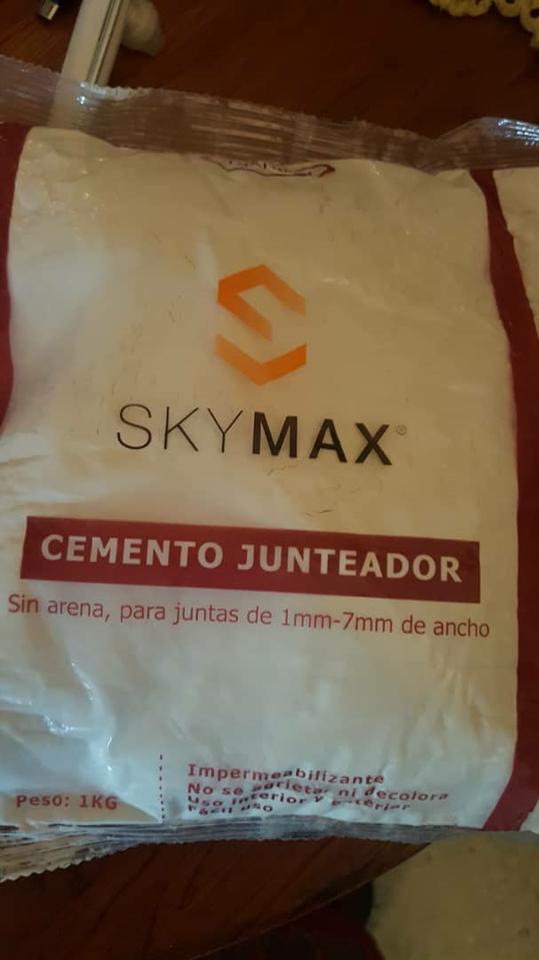 SKYMAX®
CEMENTO JUNTEADOR
Sin arena, para juntas de 1mm-7mm de ancho
Peso: 1KG
Impermeabilizante
No se agrieta ni decolora
Uso interior y exterior
Fácil uso